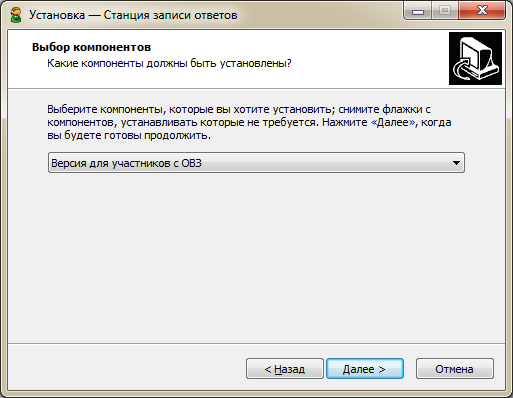 Установка — Станция записи ответов
Выбор компонентов
Какие компоненты должны быть установлены?
Выберите компоненты, которые вы хотите установить; снимите флажки с
компонентов, устанавливать которые не требуется. Нажмите «Далее», когда
вы будете готовы продолжить.
Версия для участников с ОВЗ
< Назад
Далее >
Отмена